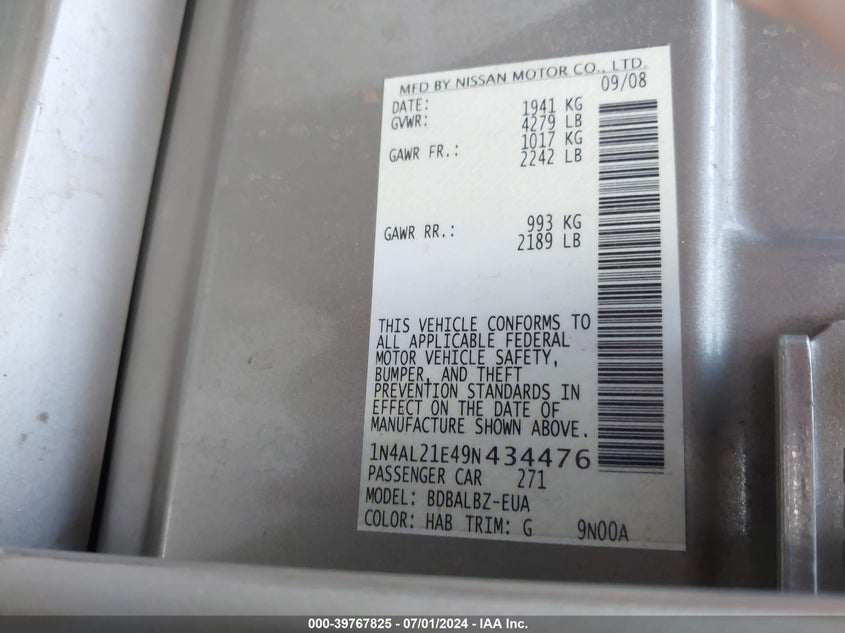 MFD BY NISSAN MOTOR CO., LTD.
DATE: 09/08
GVWR: 1941 KG
4279 LB
GAWR FR.: 1017 KG
2242 LB
GAWR RR.: 993 KG
2189 LB
THIS VEHICLE CONFORMS TO
ALL APPLICABLE FEDERAL
MOTOR VEHICLE SAFETY,
BUMPER, AND THEFT
PREVENTION STANDARDS IN
EFFECT ON THE DATE OF
MANUFACTURE SHOWN ABOVE.
1N4AL21E49N434476
PASSENGER CAR 271
MODEL: BDBALBZ-EUA
COLOR: HAB TRIM: G 9N00A
000-39767825 - 07/01/2024 - IAA Inc.